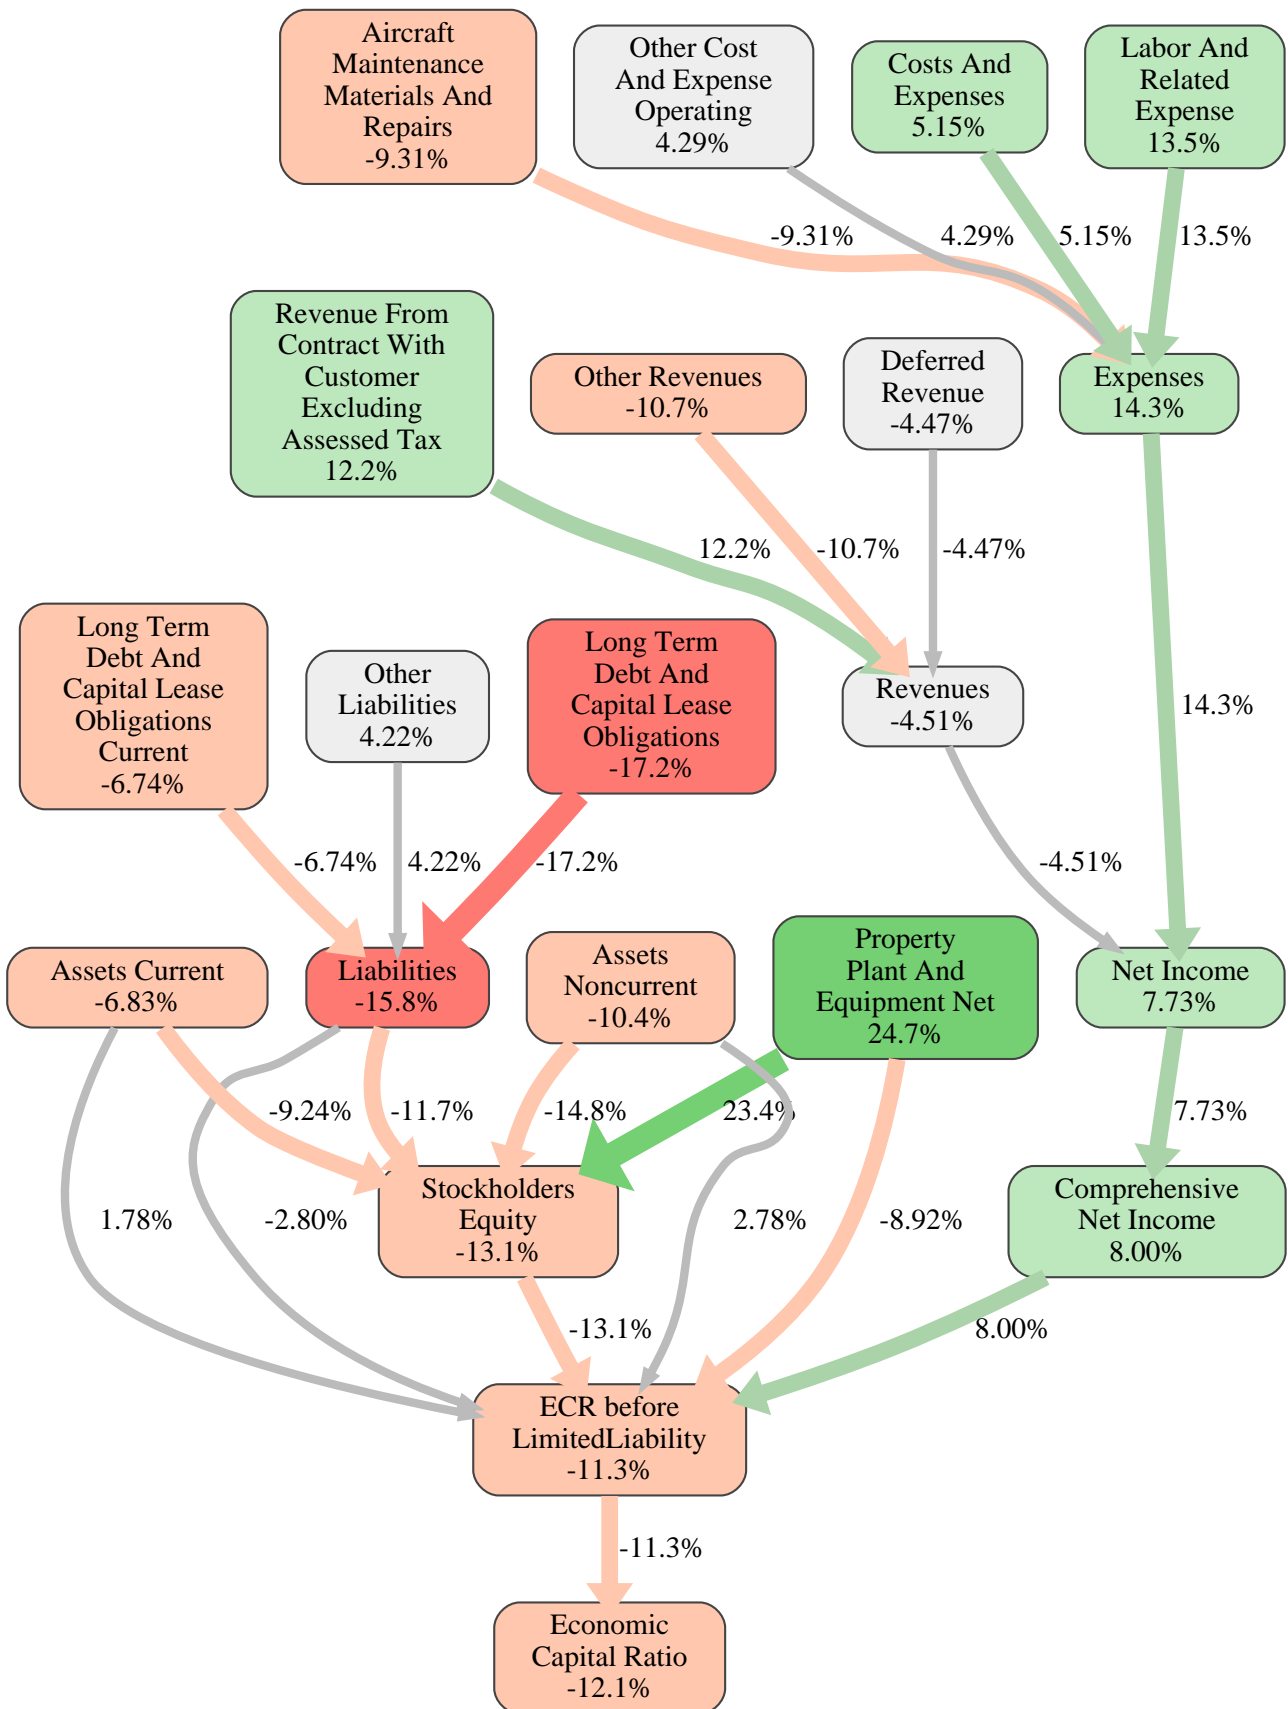 Aircraft
Maintenance
Materials And
Repairs
-9.31%
Other Cost
And Expense
Operating
4.29%
Costs And
Expenses
5.15%
Labor And
Related
Expense
13.5%
-9.31%
4.29%
5.15%
13.5%
Revenue From
Contract With
Customer
Excluding
Assessed Tax
12.2%
Other Revenues
-10.7%
Deferred
Revenue
-4.47%
Expenses
14.3%
12.2%
-10.7%
-4.47%
Long Term
Debt And
Capital Lease
Obligations
Current
-6.74%
Other
Liabilities
4.22%
Long Term
Debt And
Capital Lease
Obligations
-17.2%
Revenues
-4.51%
14.3%
-6.74%
4.22%
-17.2%
-4.51%
Assets Current
-6.83%
Liabilities
-15.8%
Assets
Noncurrent
-10.4%
Property
Plant And
Equipment Net
24.7%
Net Income
7.73%
-9.24%
-11.7%
-14.8%
23.4%
7.73%
1.78%
-2.80%
Stockholders
Equity
-13.1%
2.78%
-8.92%
Comprehensive
Net Income
8.00%
-13.1%
8.00%
ECR before
LimitedLiability
-11.3%
-11.3%
Economic
Capital Ratio
-12.1%